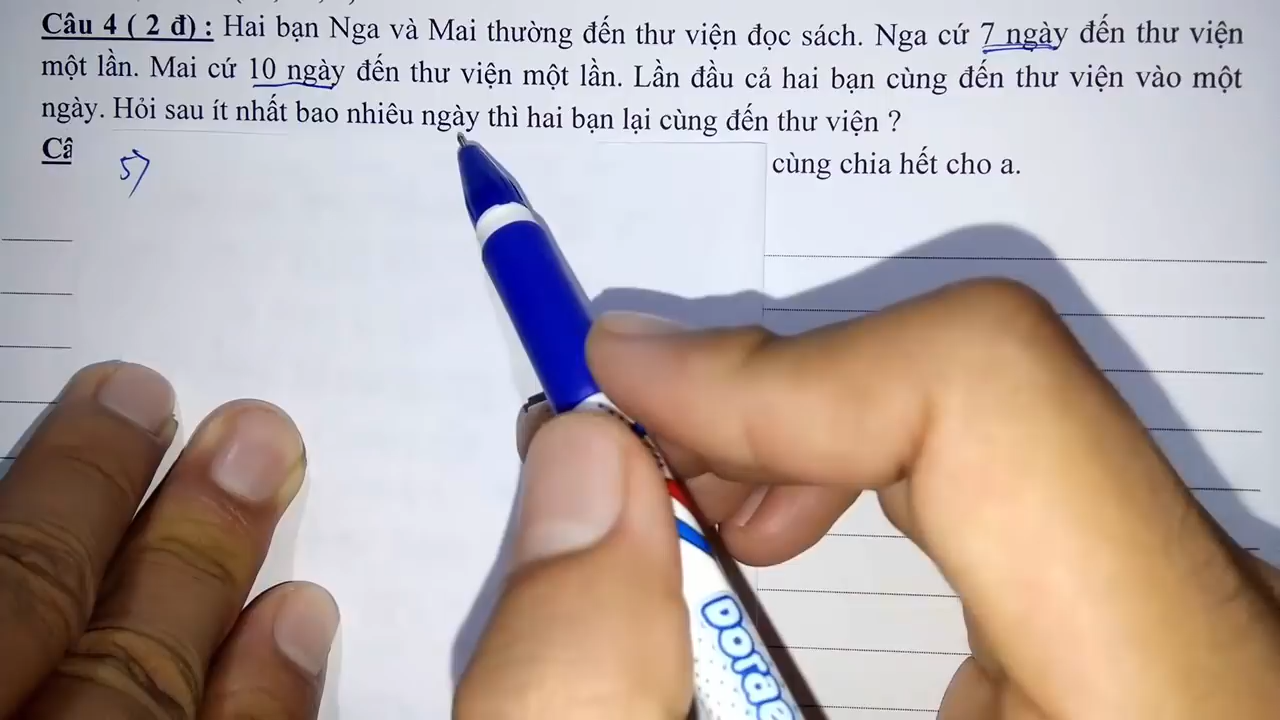 Câu 4 ( 2 đ) : Hai bạn Nga và Mai thường đến thư viện đọc sách. Nga cứ 7 ngày đến thư viện
một lần. Mai cứ 10 ngày đến thư viện một lần. Lần đầu cả hai bạn cùng đến thư viện vào một
ngày. Hỏi sau ít nhất bao nhiêu ngày thì hai bạn lại cùng đến thư viện ?
cùng chia hết cho a.
5)